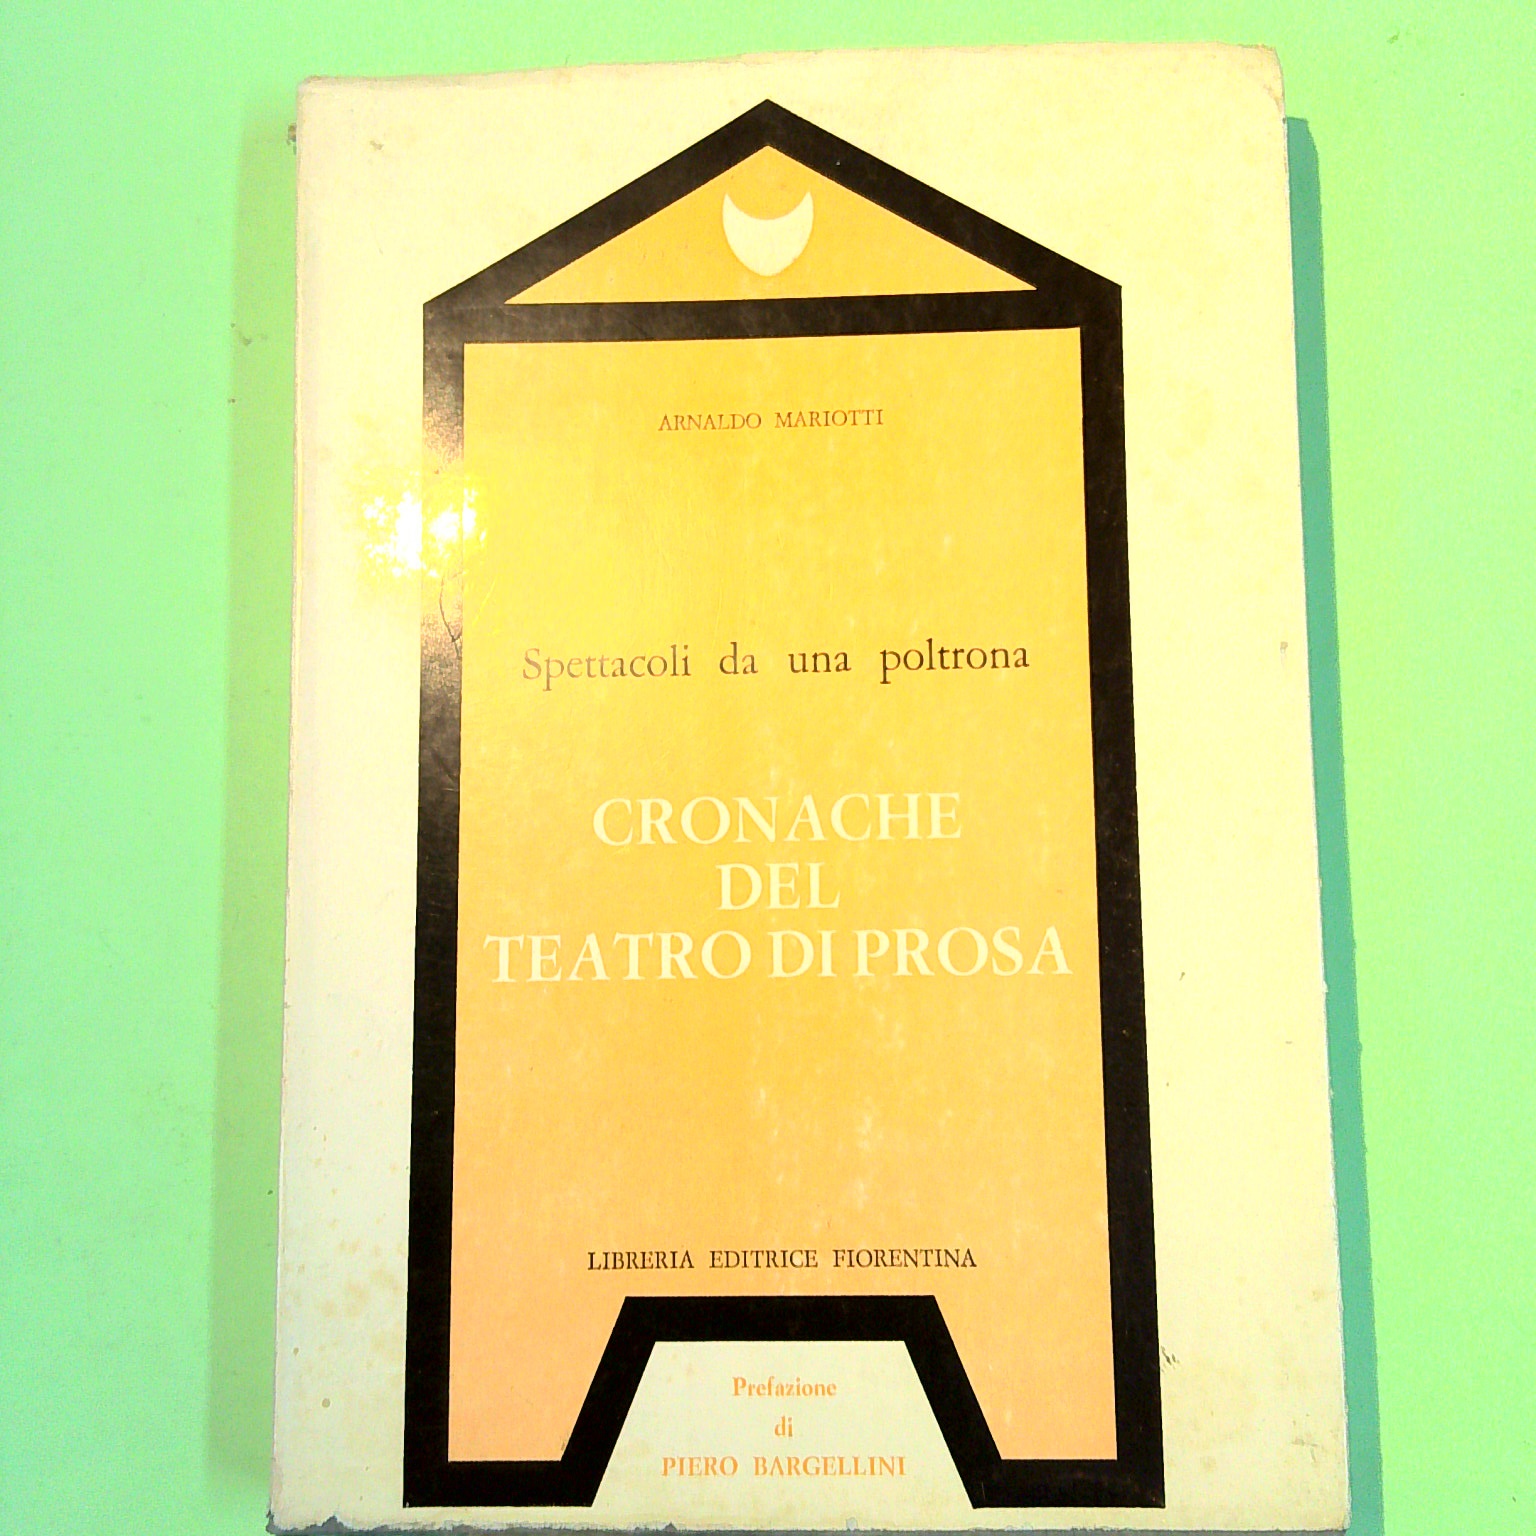 ARNALDO MARIOTTI
Spettacoli da una poltrona
CRONACHE
DEL
TEATRO DI PROSA
LIBRERIA EDITRICE FIORENTINA
Prefazione
di
PIERO BARGELLINI